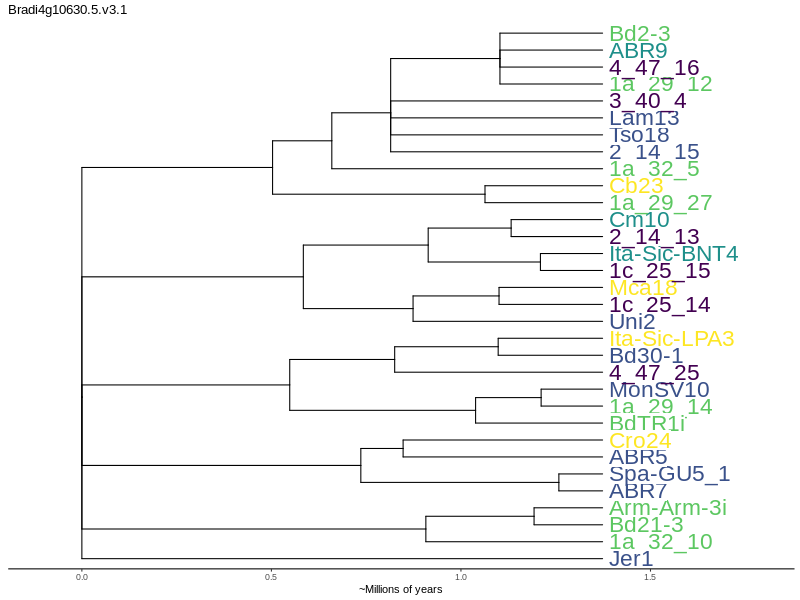 Bradi4g10630.5.v3.1
Bd2-3
ABR9
4_47_16
1a_29_12
3_40_4
Lam13
Tso18
2_14_15
1a_32_5
Cb23
1a_29_27
Cm10
2_14_13
Ita-Sic-BNT4
1c_25_15
Mca18
1c_25_14
Uni2
Ita-Sic-LPA3
Bd30-1
4_47_25
MonSV10
1a_29_14
BdTR1i
Cro24
ABR5
Spa-GU5_1
ABR7
Arm-Arm-3i
Bd21-3
1a_32_10
Jer1
0.0 0.5 1.0 1.5
~Millions of years